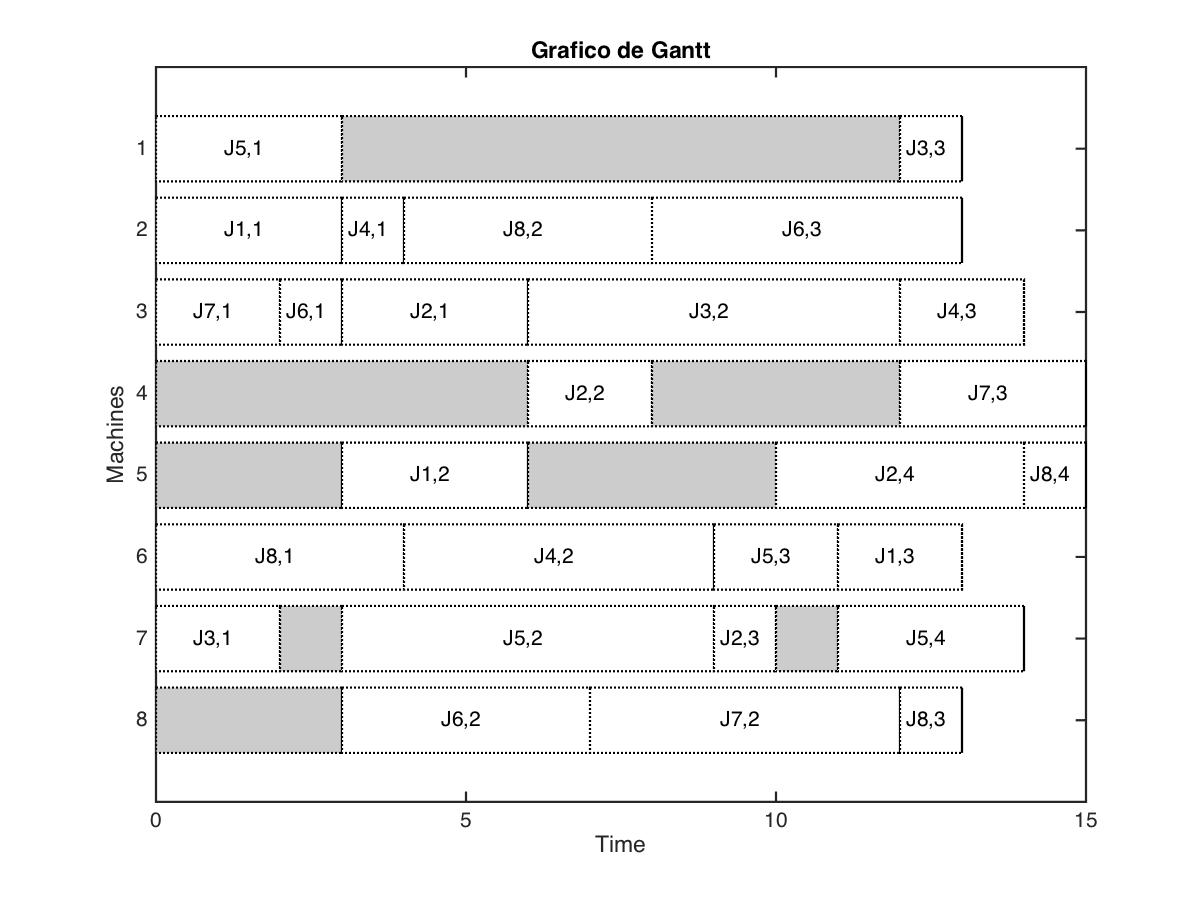 Grafico de Gantt
1 J5,1 J3,3
2 J1,1 J4,1 J8,2 J6,3
3 J7,1 J6,1 J2,1 J3,2 J4,3
4 J2,2 J7,3
Machines
5 J1,2 J2,4 J8,4
6 J8,1 J4,2 J5,3 J1,3
7 J3,1 J5,2 J2,3 J5,4
8 J6,2 J7,2 J8,3
0 5 10 15
Time